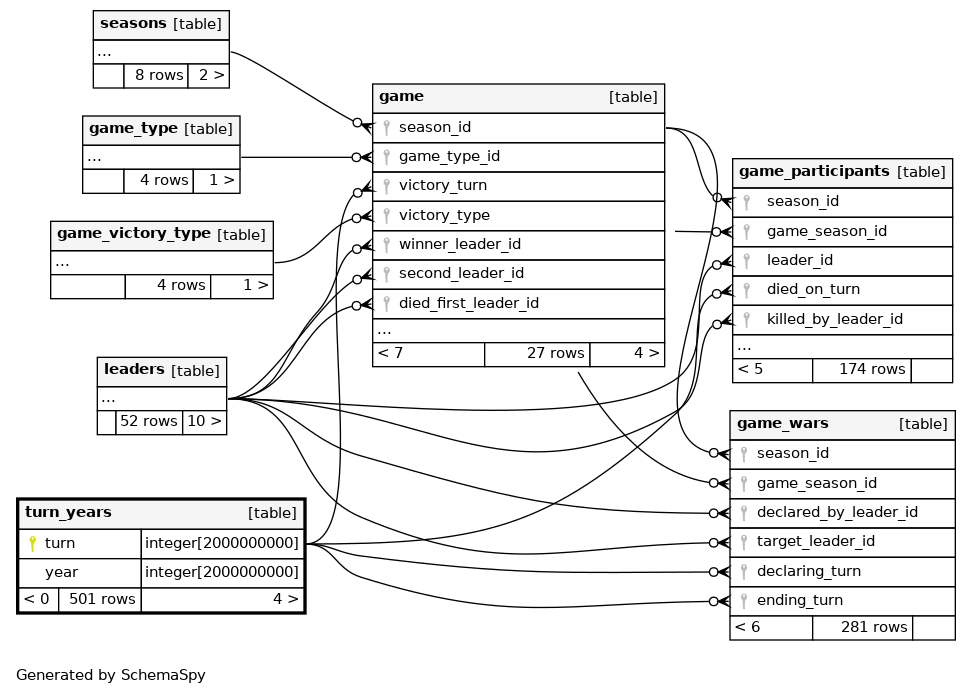 seasons [table]
...
8 rows 2 >
game_type [table]
...
4 rows 1 >
game_victory_type [table]
...
4 rows 1 >
leaders [table]
...
52 rows 10 >
turn_years [table]
turn integer[2000000000]
year integer[2000000000]
< 0 501 rows 4 >
game [table]
season_id
game_type_id
victory_turn
victory_type
winner_leader_id
second_leader_id
died_first_leader_id
...
< 7 27 rows 4 >
game_participants [table]
season_id
game_season_id
leader_id
died_on_turn
killed_by_leader_id
...
< 5 174 rows
game_wars [table]
season_id
game_season_id
declared_by_leader_id
target_leader_id
declaring_turn
ending_turn
< 6 281 rows
Generated by SchemaSpy